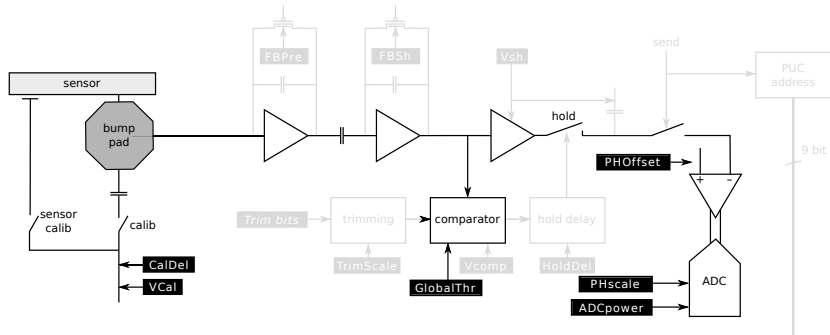 FBPre
FBSh
Vsh
send
PUC
address
sensor
hold
bump
pad
PHOffset
9 bit
+ -
sensor
calib
calib
Trim bits
trimming
comparator
hold delay
CalDel
TrimScale
Vcomp
HoldDel
VCal
GlobalThr
PHscale
ADC
ADCpower